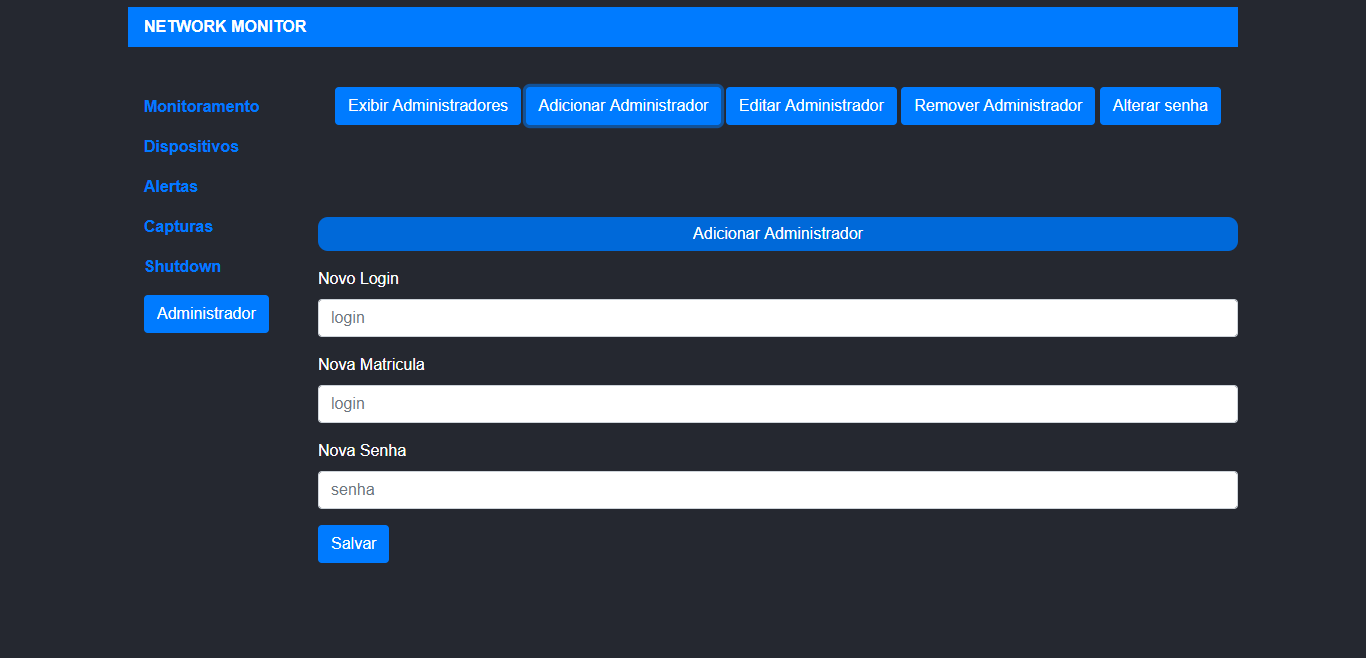 NETWORK MONITOR
Monitoramento
Dispositivos
Alertas
Capturas
Shutdown
Administrador
Exibir Administradores Adicionar Administrador Editar Administrador Remover Administrador Alterar senha
Adicionar Administrador
Novo Login
login
Nova Matricula
login
Nova Senha
senha
Salvar